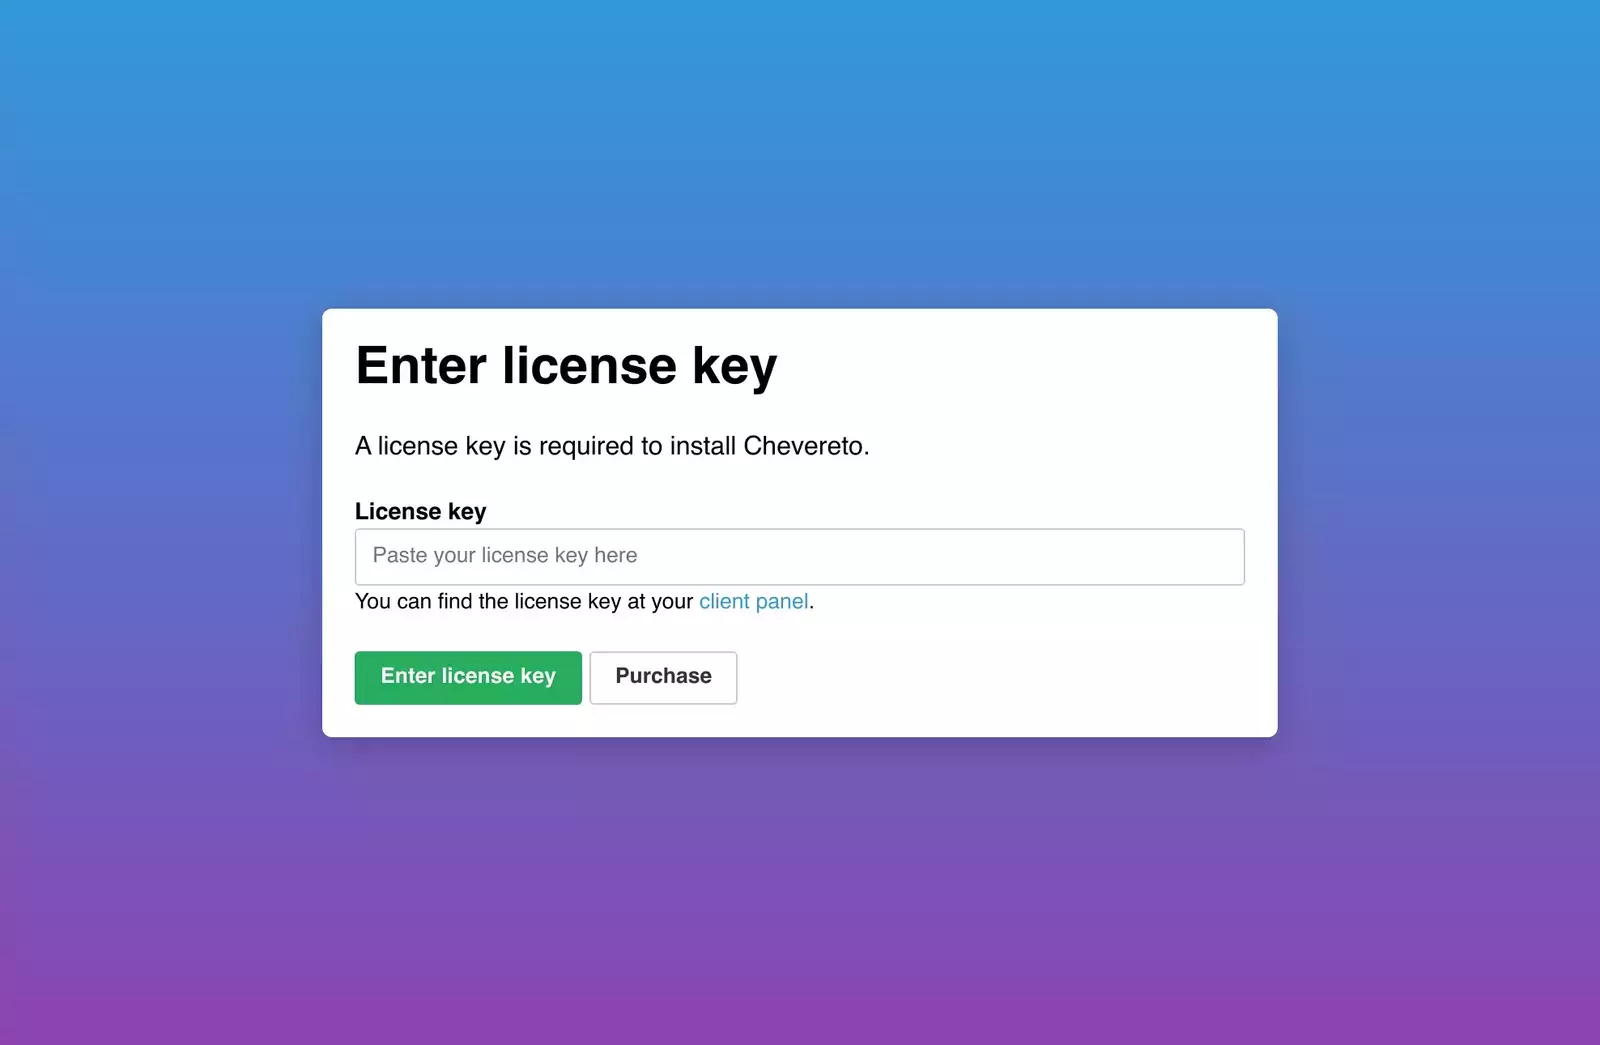 Enter license key
A license key is required to install Chevereto.
License key
Paste your license key here
You can find the license key at your client panel.
Enter license key
Purchase